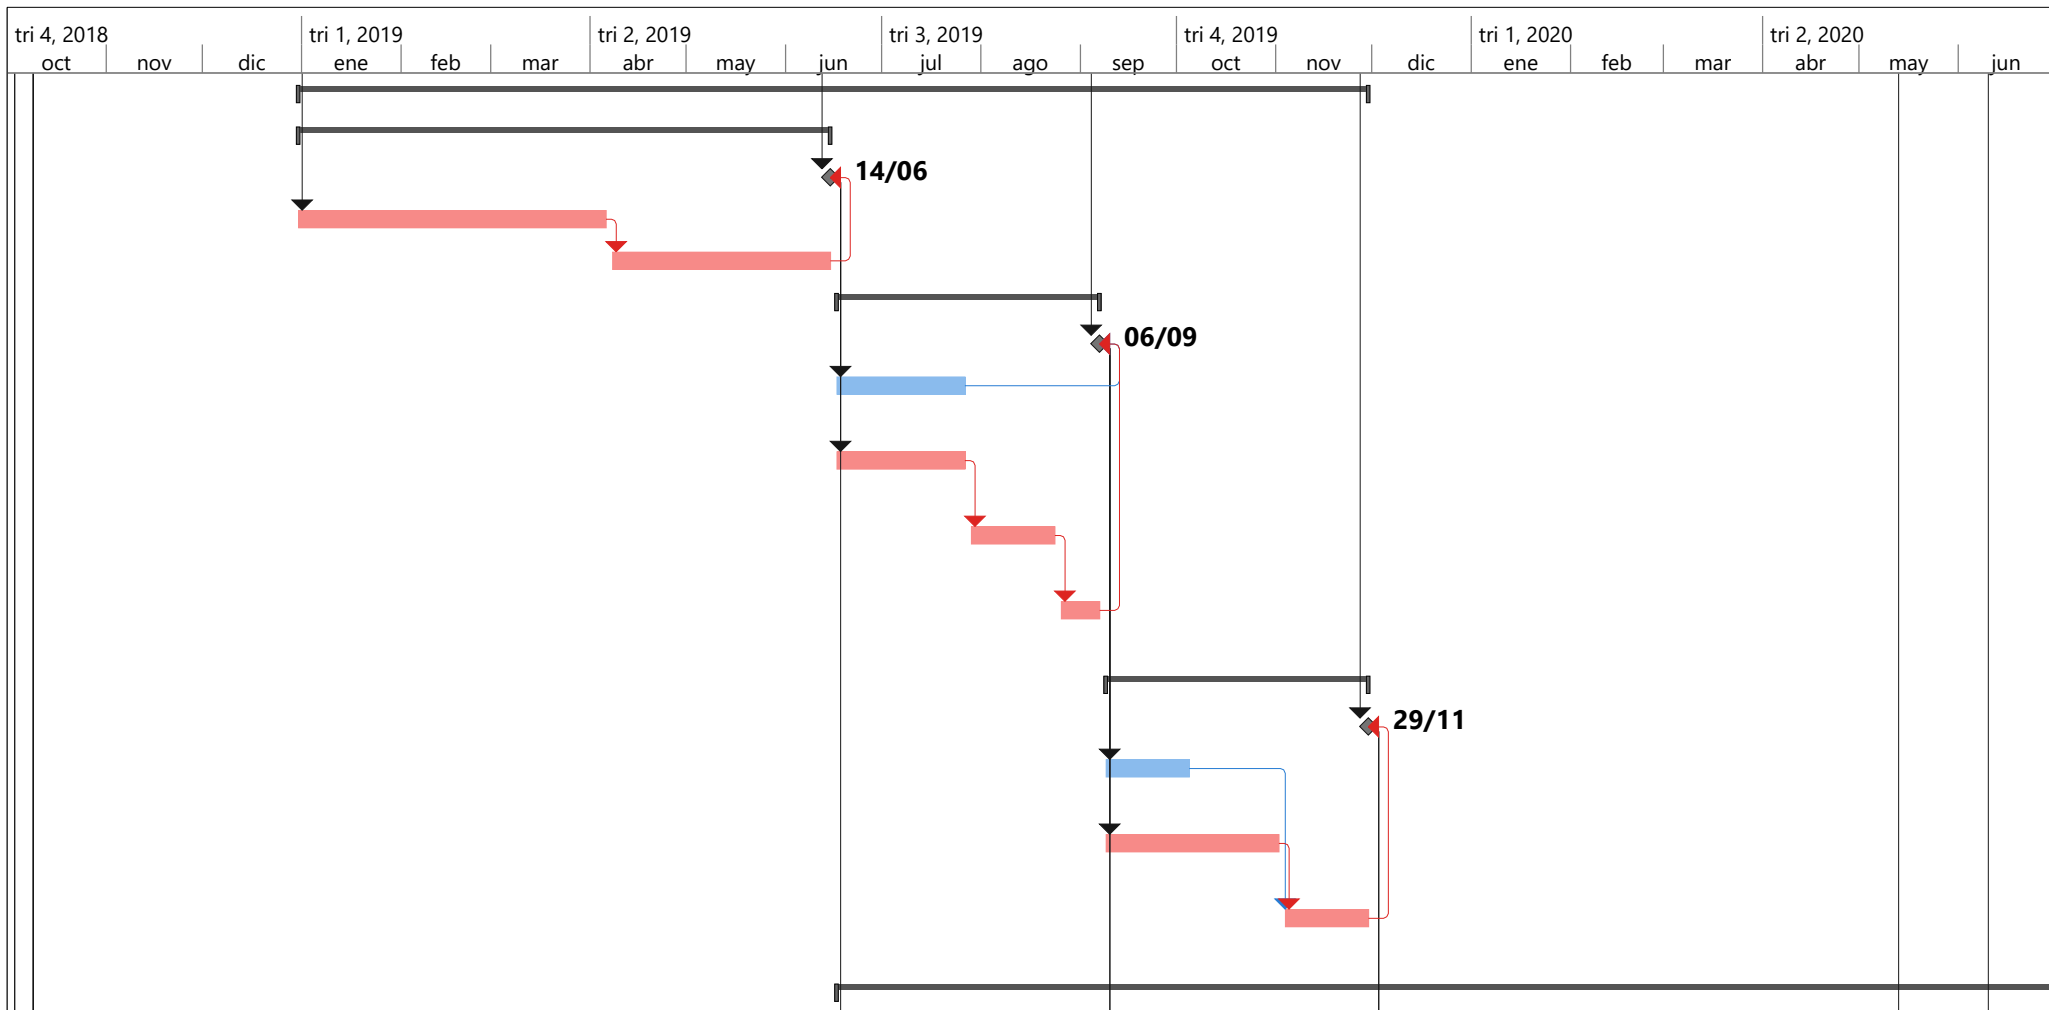 tri 4, 2018 tri 1, 2019 tri 2, 2019 tri 3, 2019 tri 4, 2019 tri 1, 2020 tri 2, 2020
oct nov dic ene feb mar abr may jun jul ago sep oct nov dic ene feb mar abr may jun
14/06
06/09
29/11